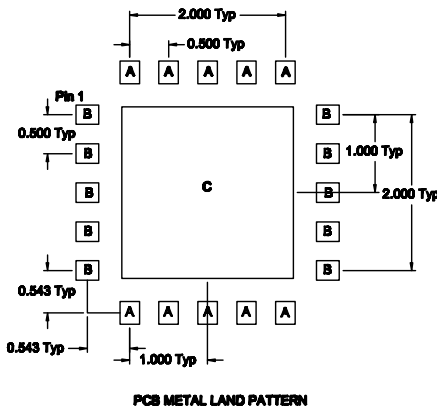 2.000 Typ
0.500 Typ
A A A A A
Pin 1
B B
0.500 Typ
1.000 Typ
B B
B C B
2.000 Typ
B B
B B
0.543 Typ
A A A A A
0.543 Typ
1.000 Typ
PCB METAL LAND PATTERN